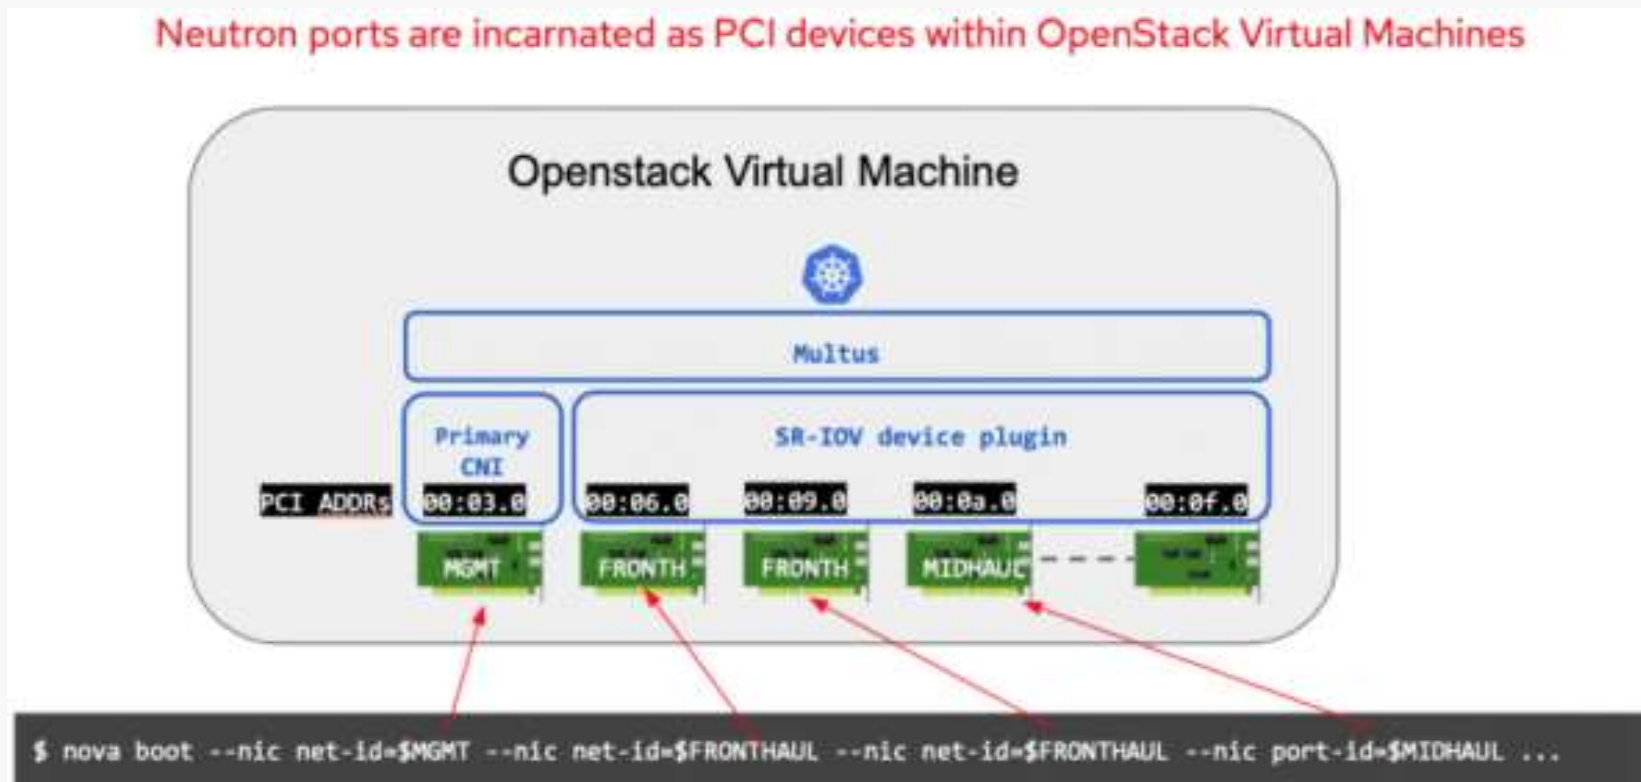 Neutron ports are incarnated as PCI devices within OpenStack Virtual Machines
Openstack Virtual Machine
Multus
Primary
CNI
SR-IOV device plugin
PCI ADDRs 00:03.0 00:06.0 00:09.0 00:0a.0 00:0f.0
MGMT FRONTH FRONTH MIDHAUL
$ nova boot --nic net-id=$MGMT --nic net-id=$FRONTHAUL --nic net-id=$FRONTHAUL --nic port-id=$MIDHAUL ...